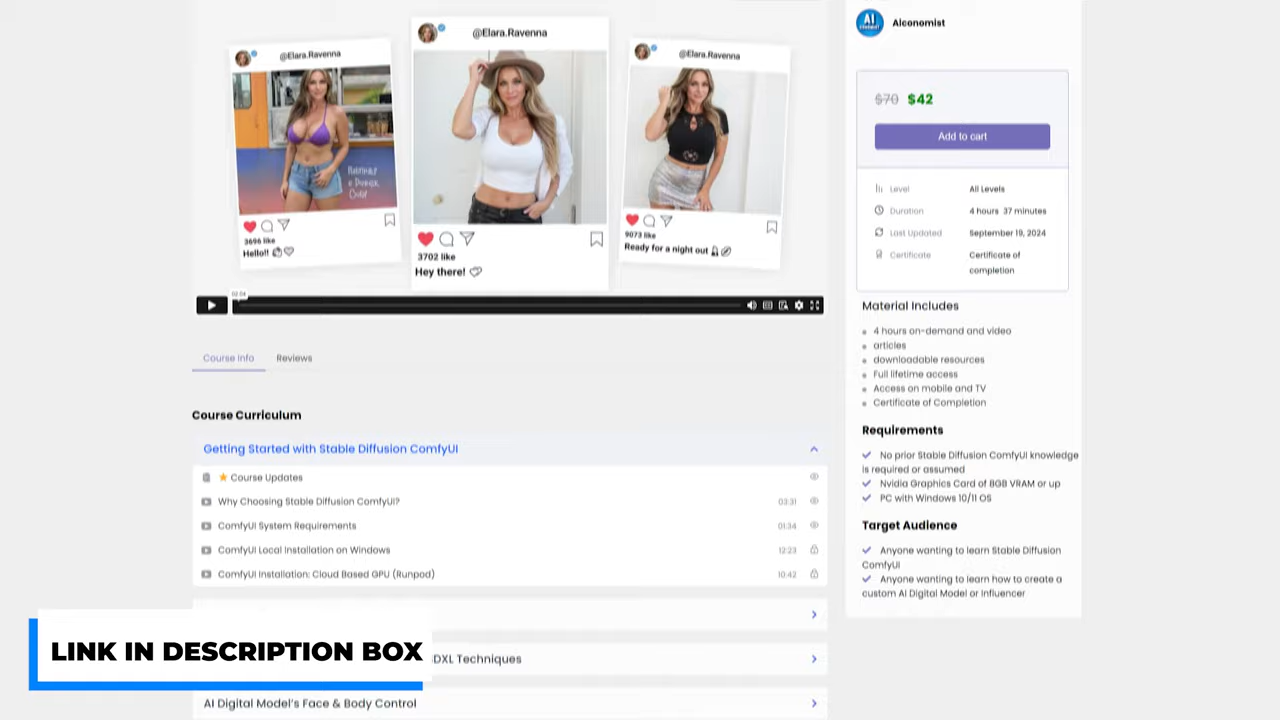 @Elara.Ravenna
3696 like
Hello!!
@Elara.Ravenna
3702 like
Hey there!
@Elara.Ravenna
9073 like
Ready for a night out
02:04
Course Info
Reviews
Course Curriculum
Getting Started with Stable Diffusion ComfyUI
Course Updates
Why Choosing Stable Diffusion ComfyUI?
03:31
ComfyUI System Requirements
01:34
ComfyUI Local Installation on Windows
12:23
ComfyUI Installation: Cloud Based GPU (Runpod)
10:42
DXL Techniques
AI Digital Model's Face & Body Control
LINK IN DESCRIPTION BOX
AI
AIconomist
$70 $42
Add to cart
Level
All Levels
Duration
4 hours 37 minutes
Last Updated
September 19, 2024
Certificate
Certificate of
completion
Material Includes
4 hours on-demand and video
articles
downloadable resources
Full lifetime access
Access on mobile and TV
Certificate of Completion
Requirements
No prior Stable Diffusion ComfyUI knowledge
is required or assumed
Nvidia Graphics Card of 8GB VRAM or up
PC with Windows 10/11 OS
Target Audience
Anyone wanting to learn Stable Diffusion
ComfyUI
Anyone wanting to learn how to create a
custom AI Digital Model or Influencer